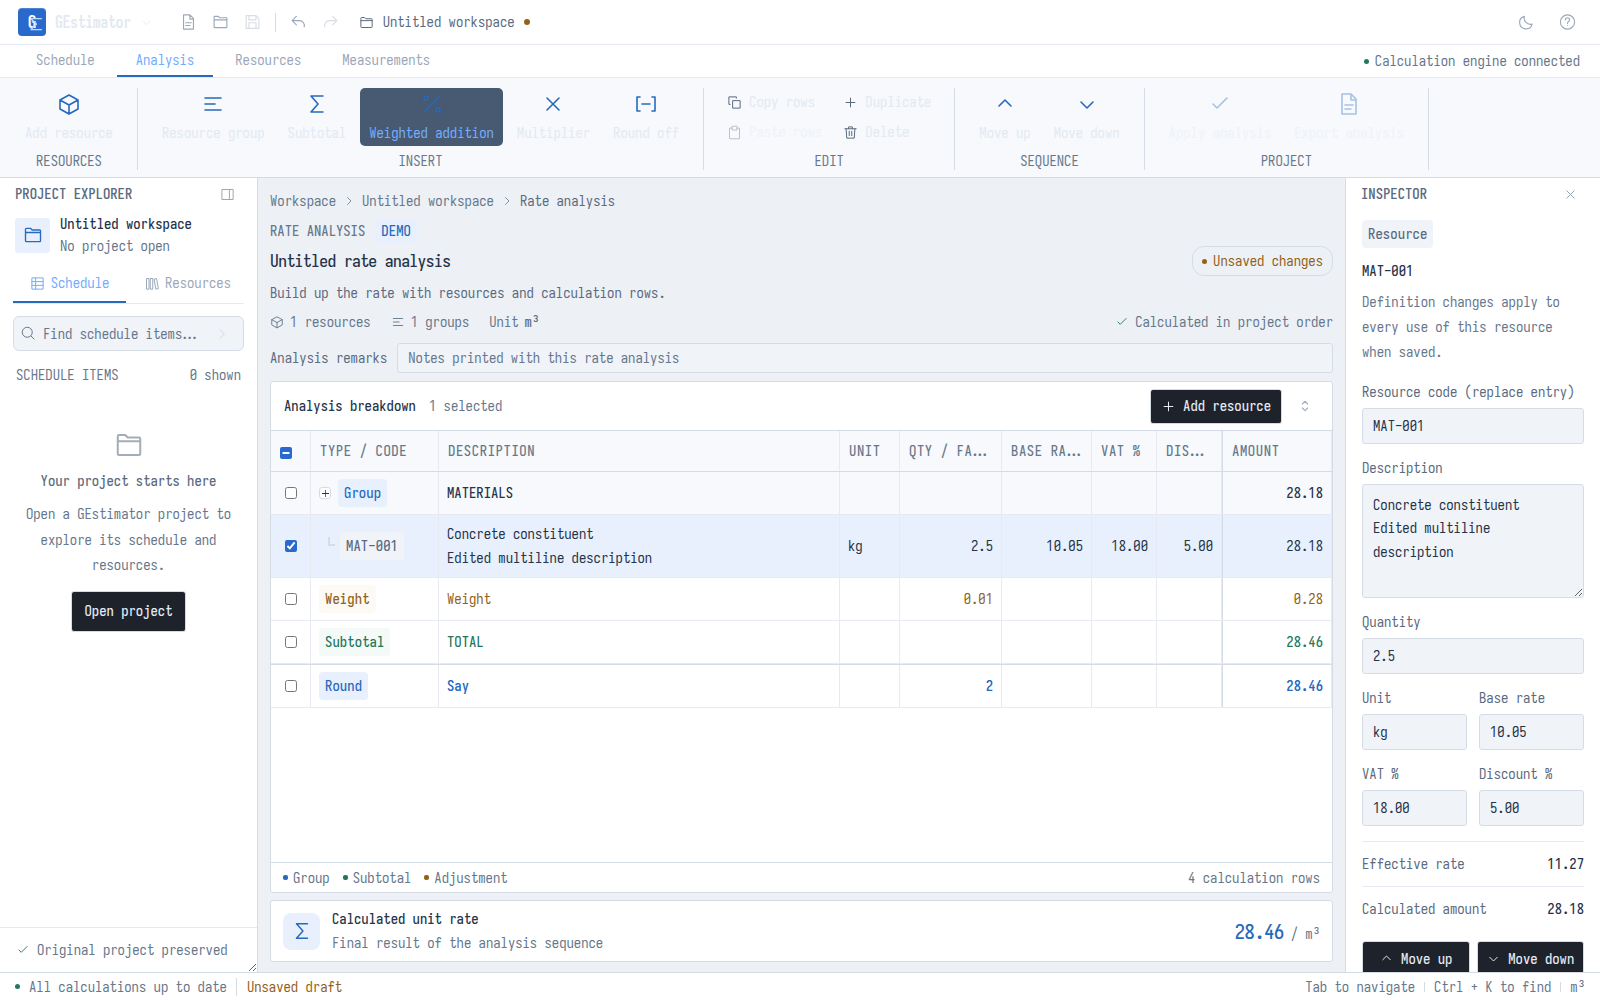 GEstimator
Untitled workspace
Schedule
Analysis
Resources
Measurements
Calculation engine connected
Add resource
RESOURCES
Resource group
Subtotal
Weighted addition
Multiplier
Round off
INSERT
Copy rows
Duplicate
Paste rows
Delete
EDIT
Move up
Move down
SEQUENCE
Apply analysis
Export analysis
PROJECT
PROJECT EXPLORER
Untitled workspace
No project open
Schedule
Resources
Find schedule items...
SCHEDULE ITEMS
0 shown
Your project starts here
Open a GEstimator project to
explore its schedule and
resources.
Open project
Original project preserved
Workspace > Untitled workspace > Rate analysis
RATE ANALYSIS DEMO
Untitled rate analysis
Unsaved changes
Build up the rate with resources and calculation rows.
1 resources
1 groups
Unit m³
Calculated in project order
Analysis remarks
Notes printed with this rate analysis
Analysis breakdown 1 selected
+ Add resource
TYPE / CODE DESCRIPTION UNIT QTY / FA... BASE RA... VAT % DIS... AMOUNT
Group MATERIALS 28.18
MAT-001 Concrete constituent
Edited multiline description kg 2.5 10.05 18.00 5.00 28.18
Weight Weight 0.01 0.28
Subtotal TOTAL 28.46
Round Say 2 28.46
Group
Subtotal
Adjustment
4 calculation rows
Calculated unit rate
Final result of the analysis sequence
28.46 / m³
INSPECTOR
Resource
MAT-001
Definition changes apply to
every use of this resource
when saved.
Resource code (replace entry)
MAT-001
Description
Concrete constituent
Edited multiline
description
Quantity
2.5
Unit Base rate
kg 10.05
VAT % Discount %
18.00 5.00
Effective rate 11.27
Calculated amount 28.18
Move up
Move down
All calculations up to date
Unsaved draft
Tab to navigate
Ctrl + K to find
m³